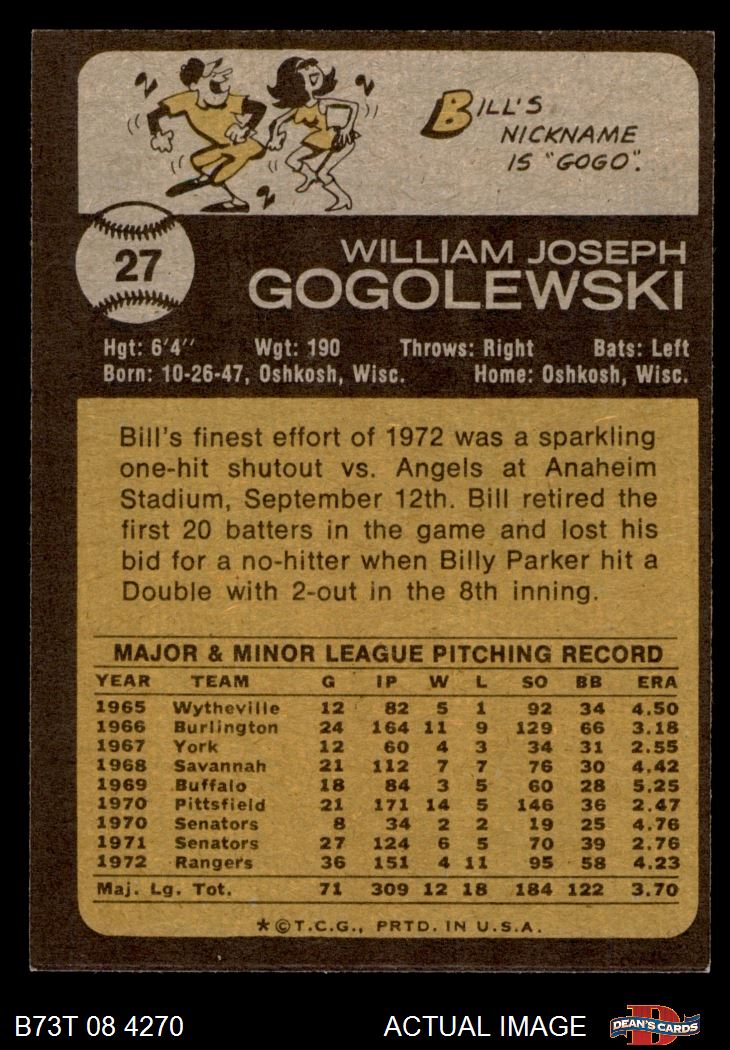 BILL'S
NICKNAME
IS "GOGO".
27
WILLIAM JOSEPH
GOGOLEWSKI
Hgt: 6'4" Wgt: 190 Throws: Right Bats: Left
Born: 10-26-47, Oshkosh, Wisc. Home: Oshkosh, Wisc.
Bill's finest effort of 1972 was a sparkling
one-hit shutout vs. Angels at Anaheim
Stadium, September 12th. Bill retired the
first 20 batters in the game and lost his
bid for a no-hitter when Billy Parker hit a
Double with 2-out in the 8th inning.
MAJOR & MINOR LEAGUE PITCHING RECORD
YEAR TEAM G IP W L SO BB ERA
1965 Wytheville 12 82 5 1 92 34 4.50
1966 Burlington 24 164 11 9 129 66 3.18
1967 York 12 60 4 3 34 31 2.55
1968 Savannah 21 112 7 7 76 30 4.42
1969 Buffalo 18 84 3 5 60 28 5.25
1970 Pittsfield 21 171 14 5 146 36 2.47
1970 Senators 8 34 2 2 19 25 4.76
1971 Senators 27 124 6 5 70 39 2.76
1972 Rangers 36 151 4 11 95 58 4.23
Maj. Lg. Tot. 71 309 12 18 184 122 3.70
*©T.C.G., PRTD. IN U.S.A.
B73T 08 4270 ACTUAL IMAGE DEAN'S CARDS